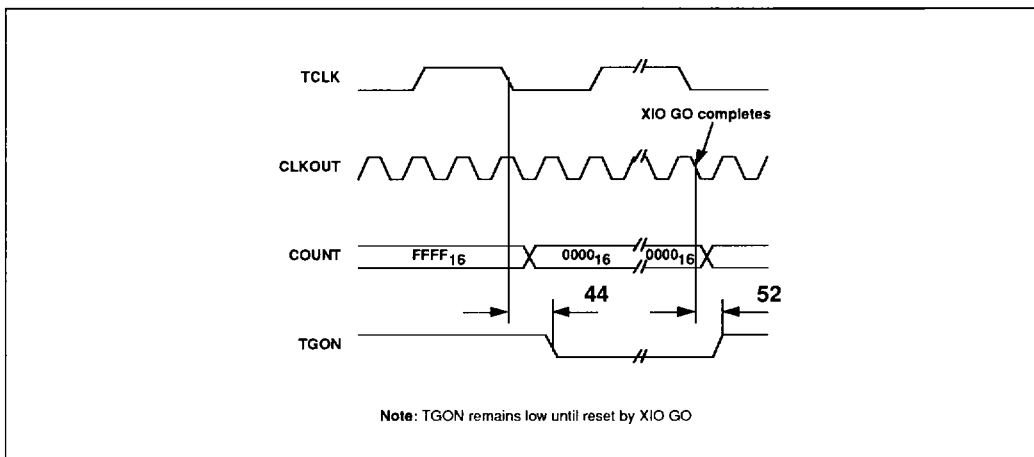 TCLK
XIO GO completes
CLKOUT
COUNT
FFFF16
000016
000016
44
52
TGON
Note: TGON remains low until reset by XIO GO